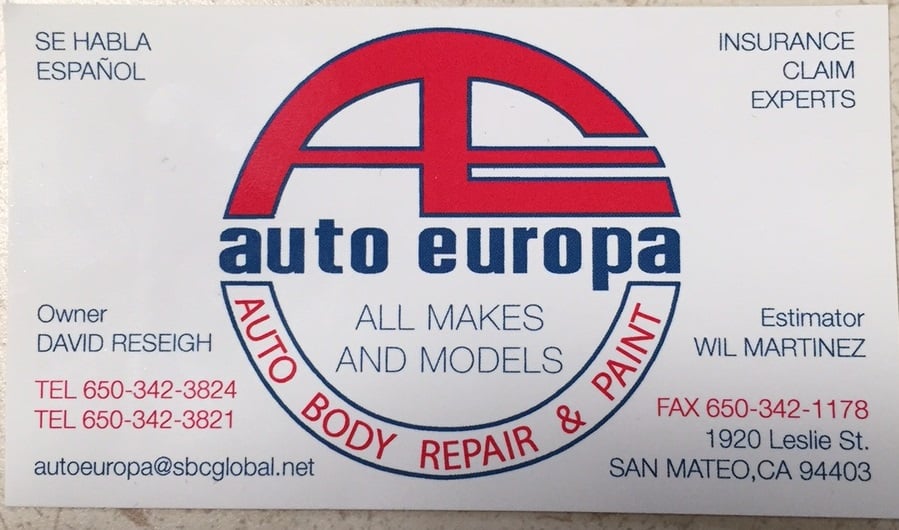 SE HABLA
ESPAÑOL
INSURANCE
CLAIM
EXPERTS
AE
auto europa
ALL MAKES
AND MODELS
AUTO BODY REPAIR & PAINT
Owner
DAVID RESEIGH
TEL 650-342-3824
TEL 650-342-3821
autoeuropa@sbcglobal.net
Estimator
WIL MARTINEZ
FAX 650-342-1178
1920 Leslie St.
SAN MATEO,CA 94403